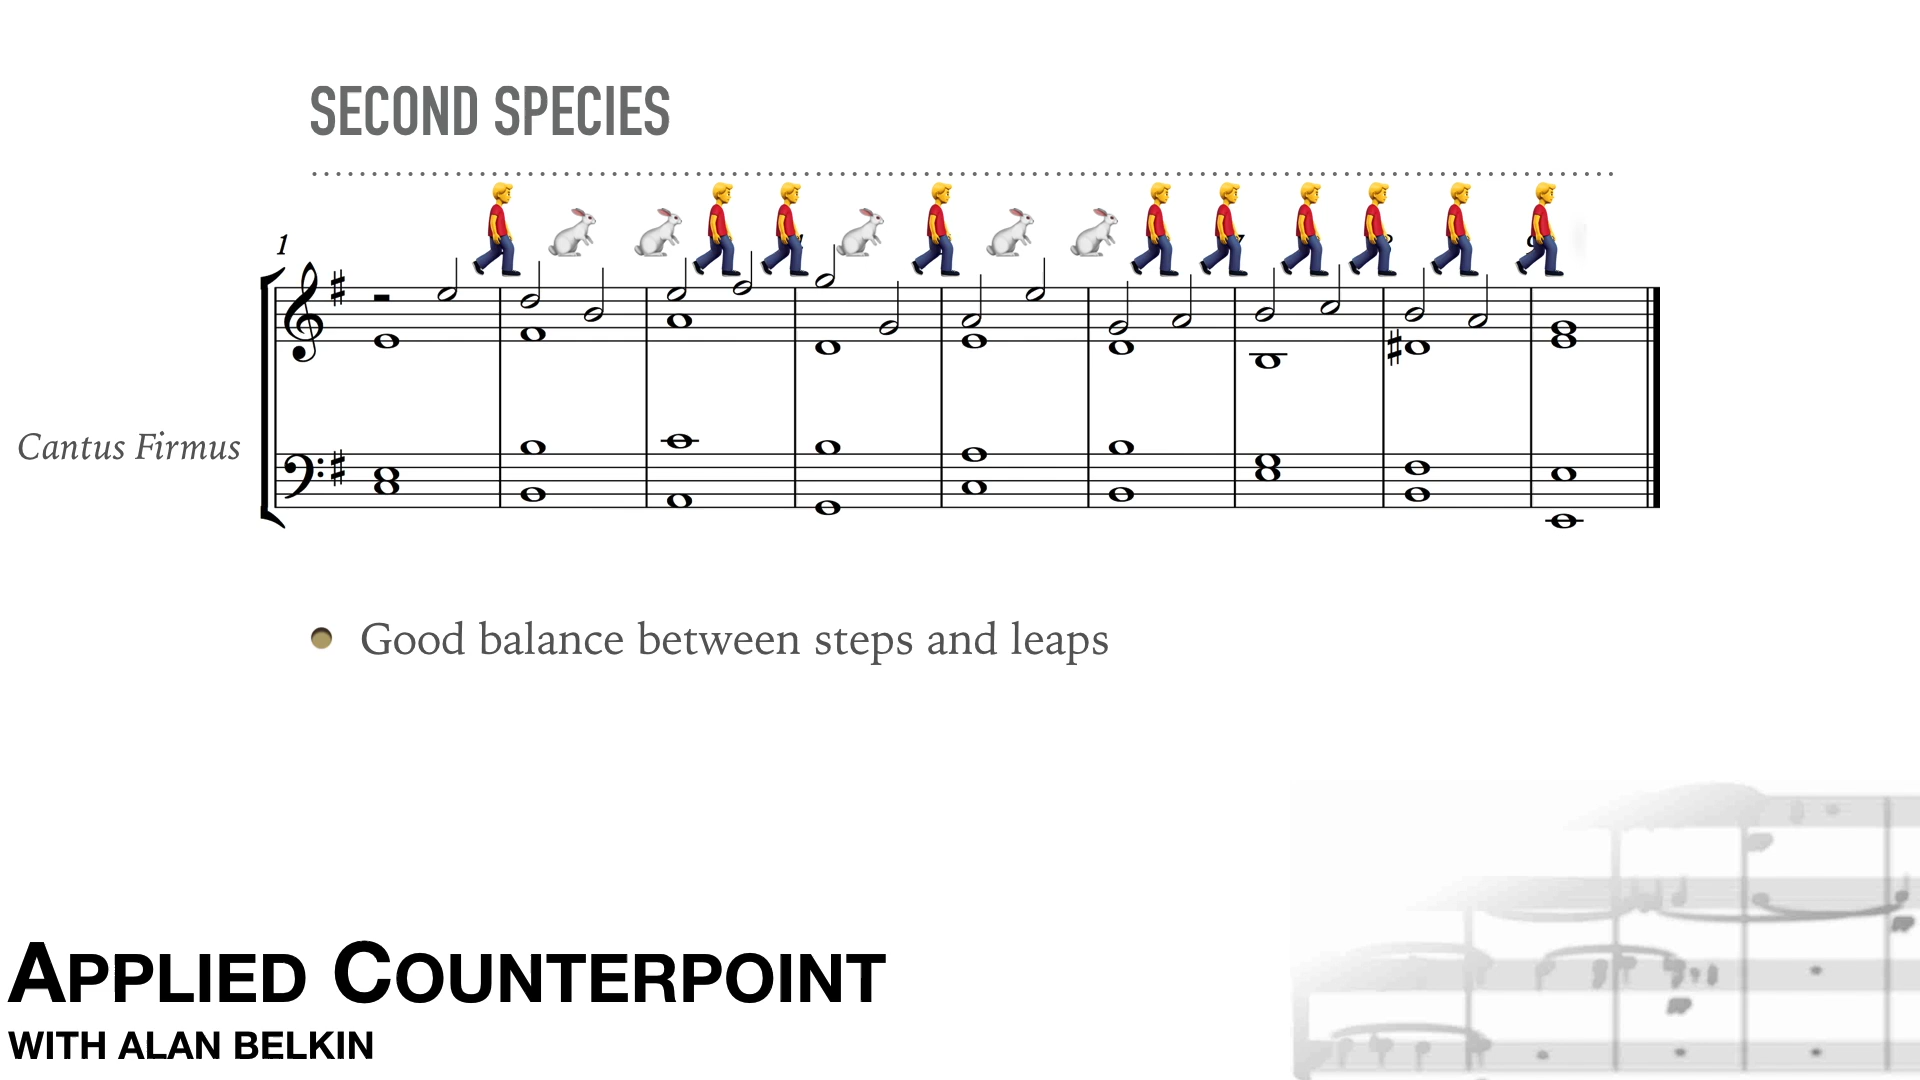 SECOND SPECIES
1
Cantus Firmus
Good balance between steps and leaps
APPLIED COUNTERPOINT
WITH ALAN BELKIN